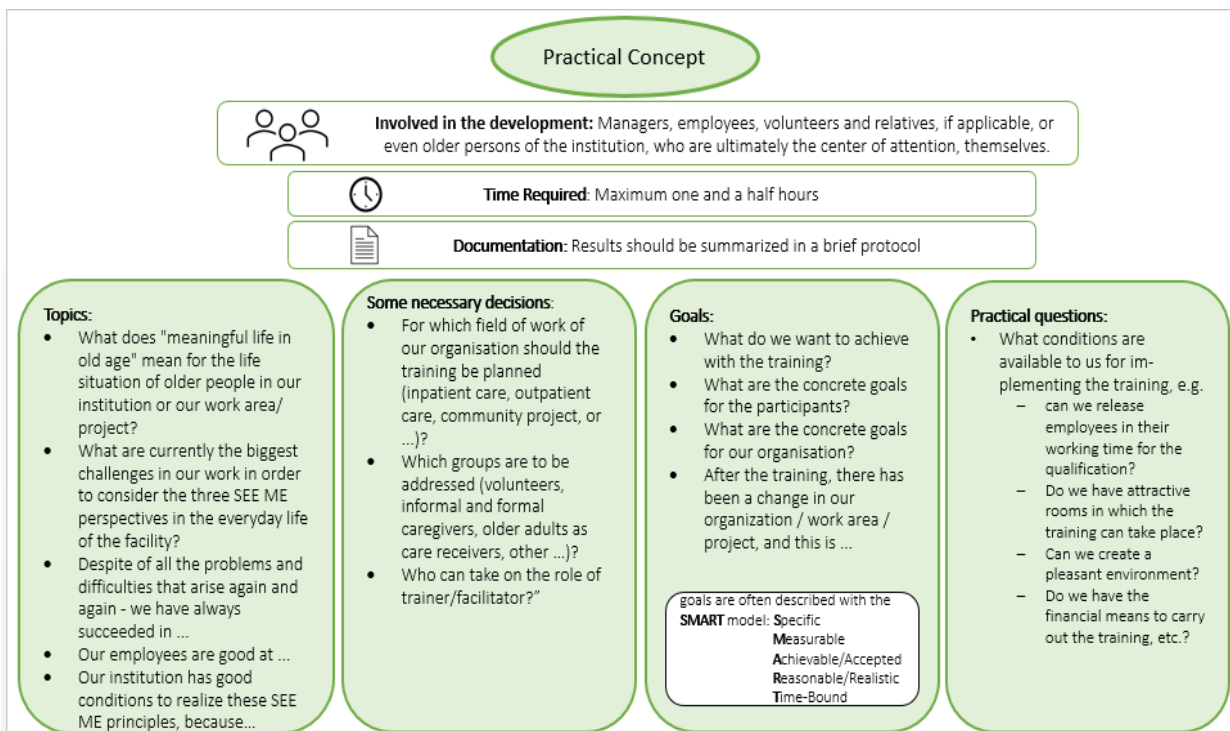 Practical Concept
Involved in the development: Managers, employees, volunteers and relatives, if applicable, or
even older persons of the institution, who are ultimately the center of attention, themselves.
Time Required: Maximum one and a half hours
Documentation: Results should be summarized in a brief protocol
Topics:
• What does "meaningful life in
old age" mean for the life
situation of older people in our
institution or our work area/
project?
• What are currently the biggest
challenges in our work in order
to consider the three SEE ME
perspectives in the everyday life
of the facility?
• Despite of all the problems and
difficulties that arise again and
again - we have always
succeeded in ...
• Our employees are good at ...
• Our institution has good
conditions to realize these SEE
ME principles, because...
Some necessary decisions:
• For which field of work of
our organisation should the
training be planned
(inpatient care, outpatient
care, community project, or
...)?
• Which groups are to be
addressed (volunteers,
informal and formal
caregivers, older adults as
care receivers, other ...)?
• Who can take on the role of
trainer/facilitator?”
Goals:
• What do we want to achieve
with the training?
• What are the concrete goals
for the participants?
• What are the concrete goals
for our organisation?
• After the training, there has
been a change in our
organization / work area /
project, and this is ...
goals are often described with the
SMART model: Specific
Measurable
Achievable/Accepted
Reasonable/Realistic
Time-Bound
Practical questions:
• What conditions are
available to us for im-
plementing the training, e.g.
– can we release
employees in their
working time for the
qualification?
– Do we have attractive
rooms in which the
training can take place?
– Can we create a
pleasant environment?
– Do we have the
financial means to carry
out the training, etc.?